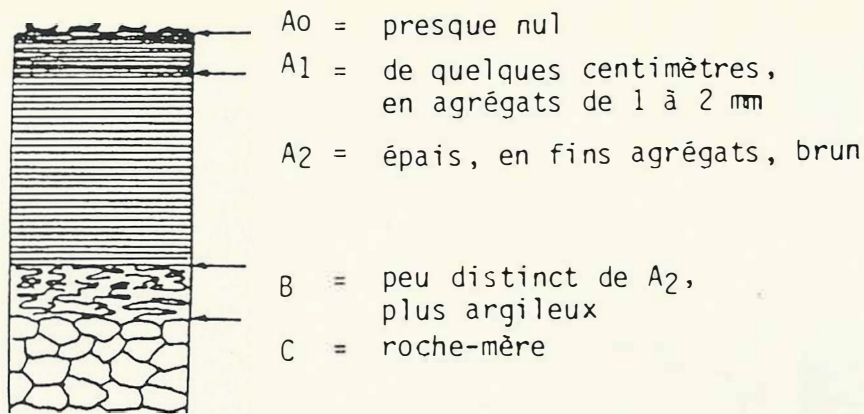 Ao = presque nul
A1 = de quelques centimètres,
en agrégats de 1 à 2 mm
A2 = épais, en fins agrégats, brun
B = peu distinct de A2,
plus argileux
C = roche-mère